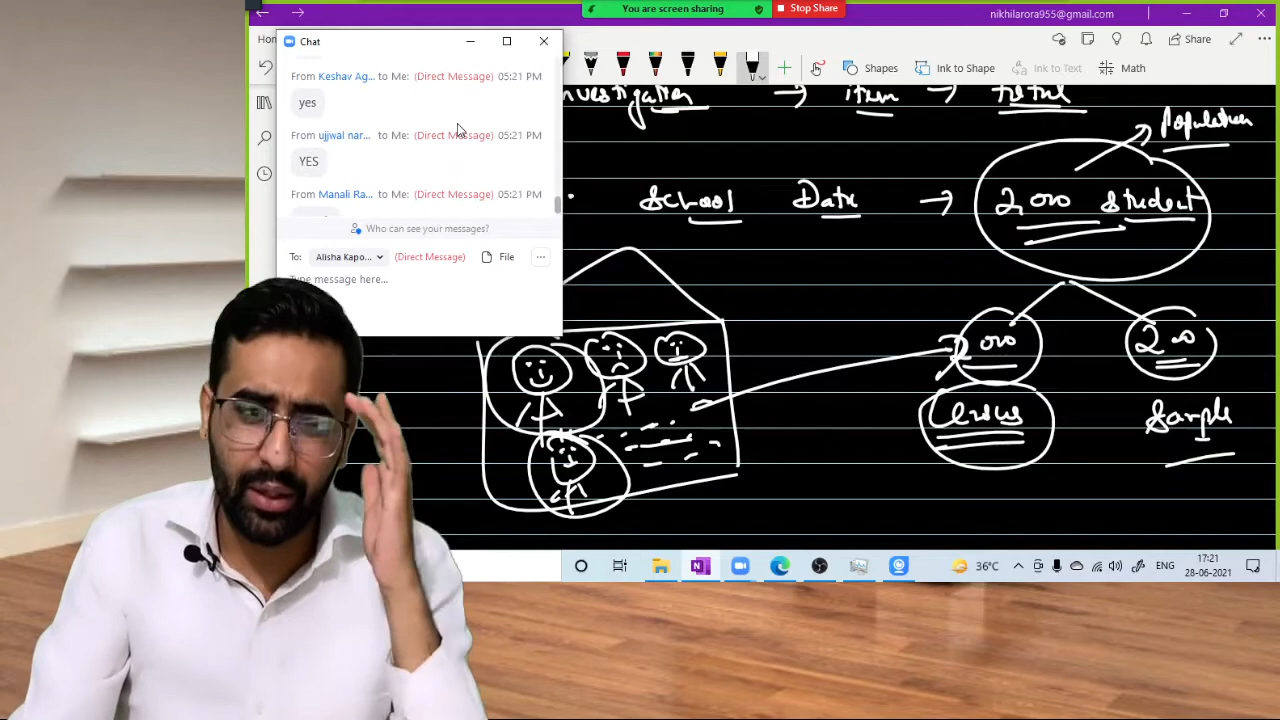 You are screen sharing
Stop Share
nikhilarora955@gmail.com
Chat
Share
Shapes
Ink to Shape
Ink to Text
Math
From Keshav Ag... to Me: (Direct Message) 05:21 PM
yes
From ujjwal nar... to Me: (Direct Message) 05:21 PM
YES
From Manali Ra... to Me: (Direct Message) 05:21 PM
Who can see your messages?
To: Alisha Kapo... (Direct Message) File
Type message here...
nvestigation → item → total
Population
School Data → 2,000 Student
2000 200
Census Sample
36°C
ENG
17:21
28-06-2021